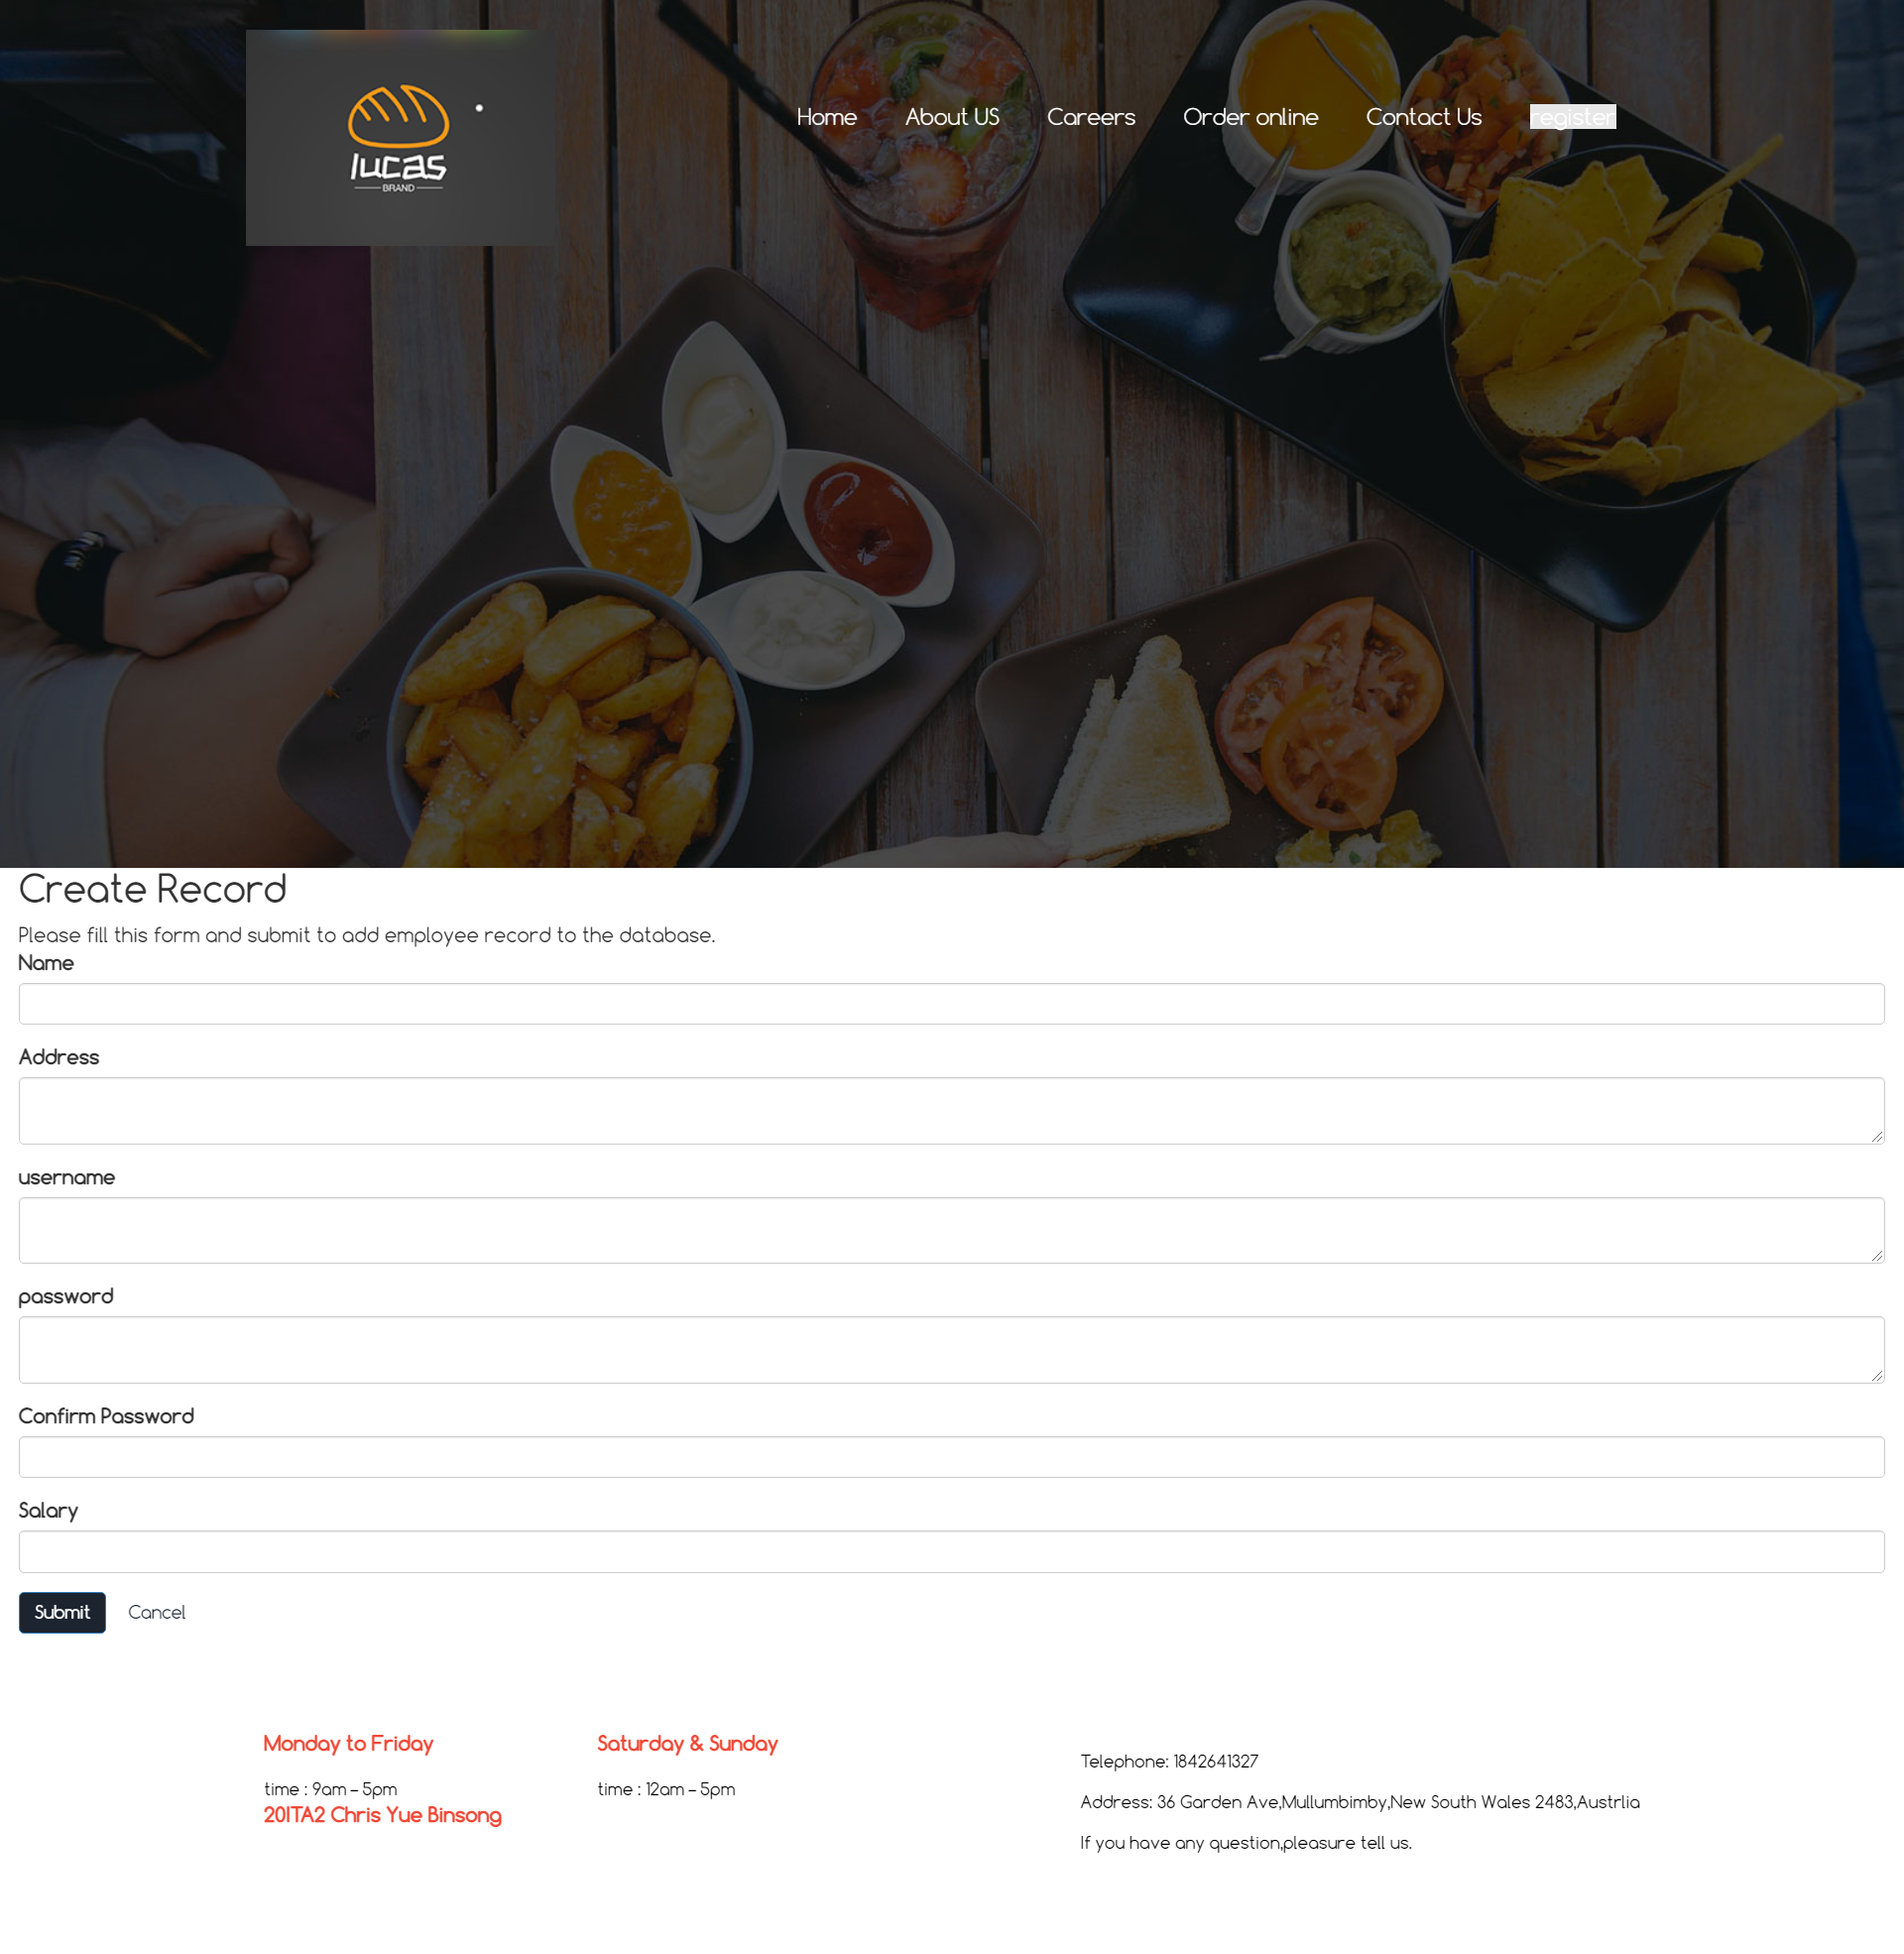 lucas
BRAND
Home About US Careers Order online Contact Us register
Create Record
Please fill this form and submit to add employee record to the database.
Name
Address
username
password
Confirm Password
Salary
Submit Cancel
Monday to Friday
time : 9am – 5pm
20ITA2 Chris Yue Binsong
Saturday & Sunday
time : 12am – 5pm
Telephone: 1842641327
Address: 36 Garden Ave,Mullumbimby,New South Wales 2483,Austrlia
If you have any question,pleasure tell us.